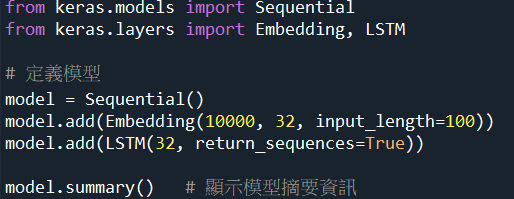 from keras.models import Sequential
from keras.layers import Embedding, LSTM
# 定義模型
model = Sequential()
model.add(Embedding(10000, 32, input_length=100))
model.add(LSTM(32, return_sequences=True))
model.summary()   # 顯示模型摘要資訊